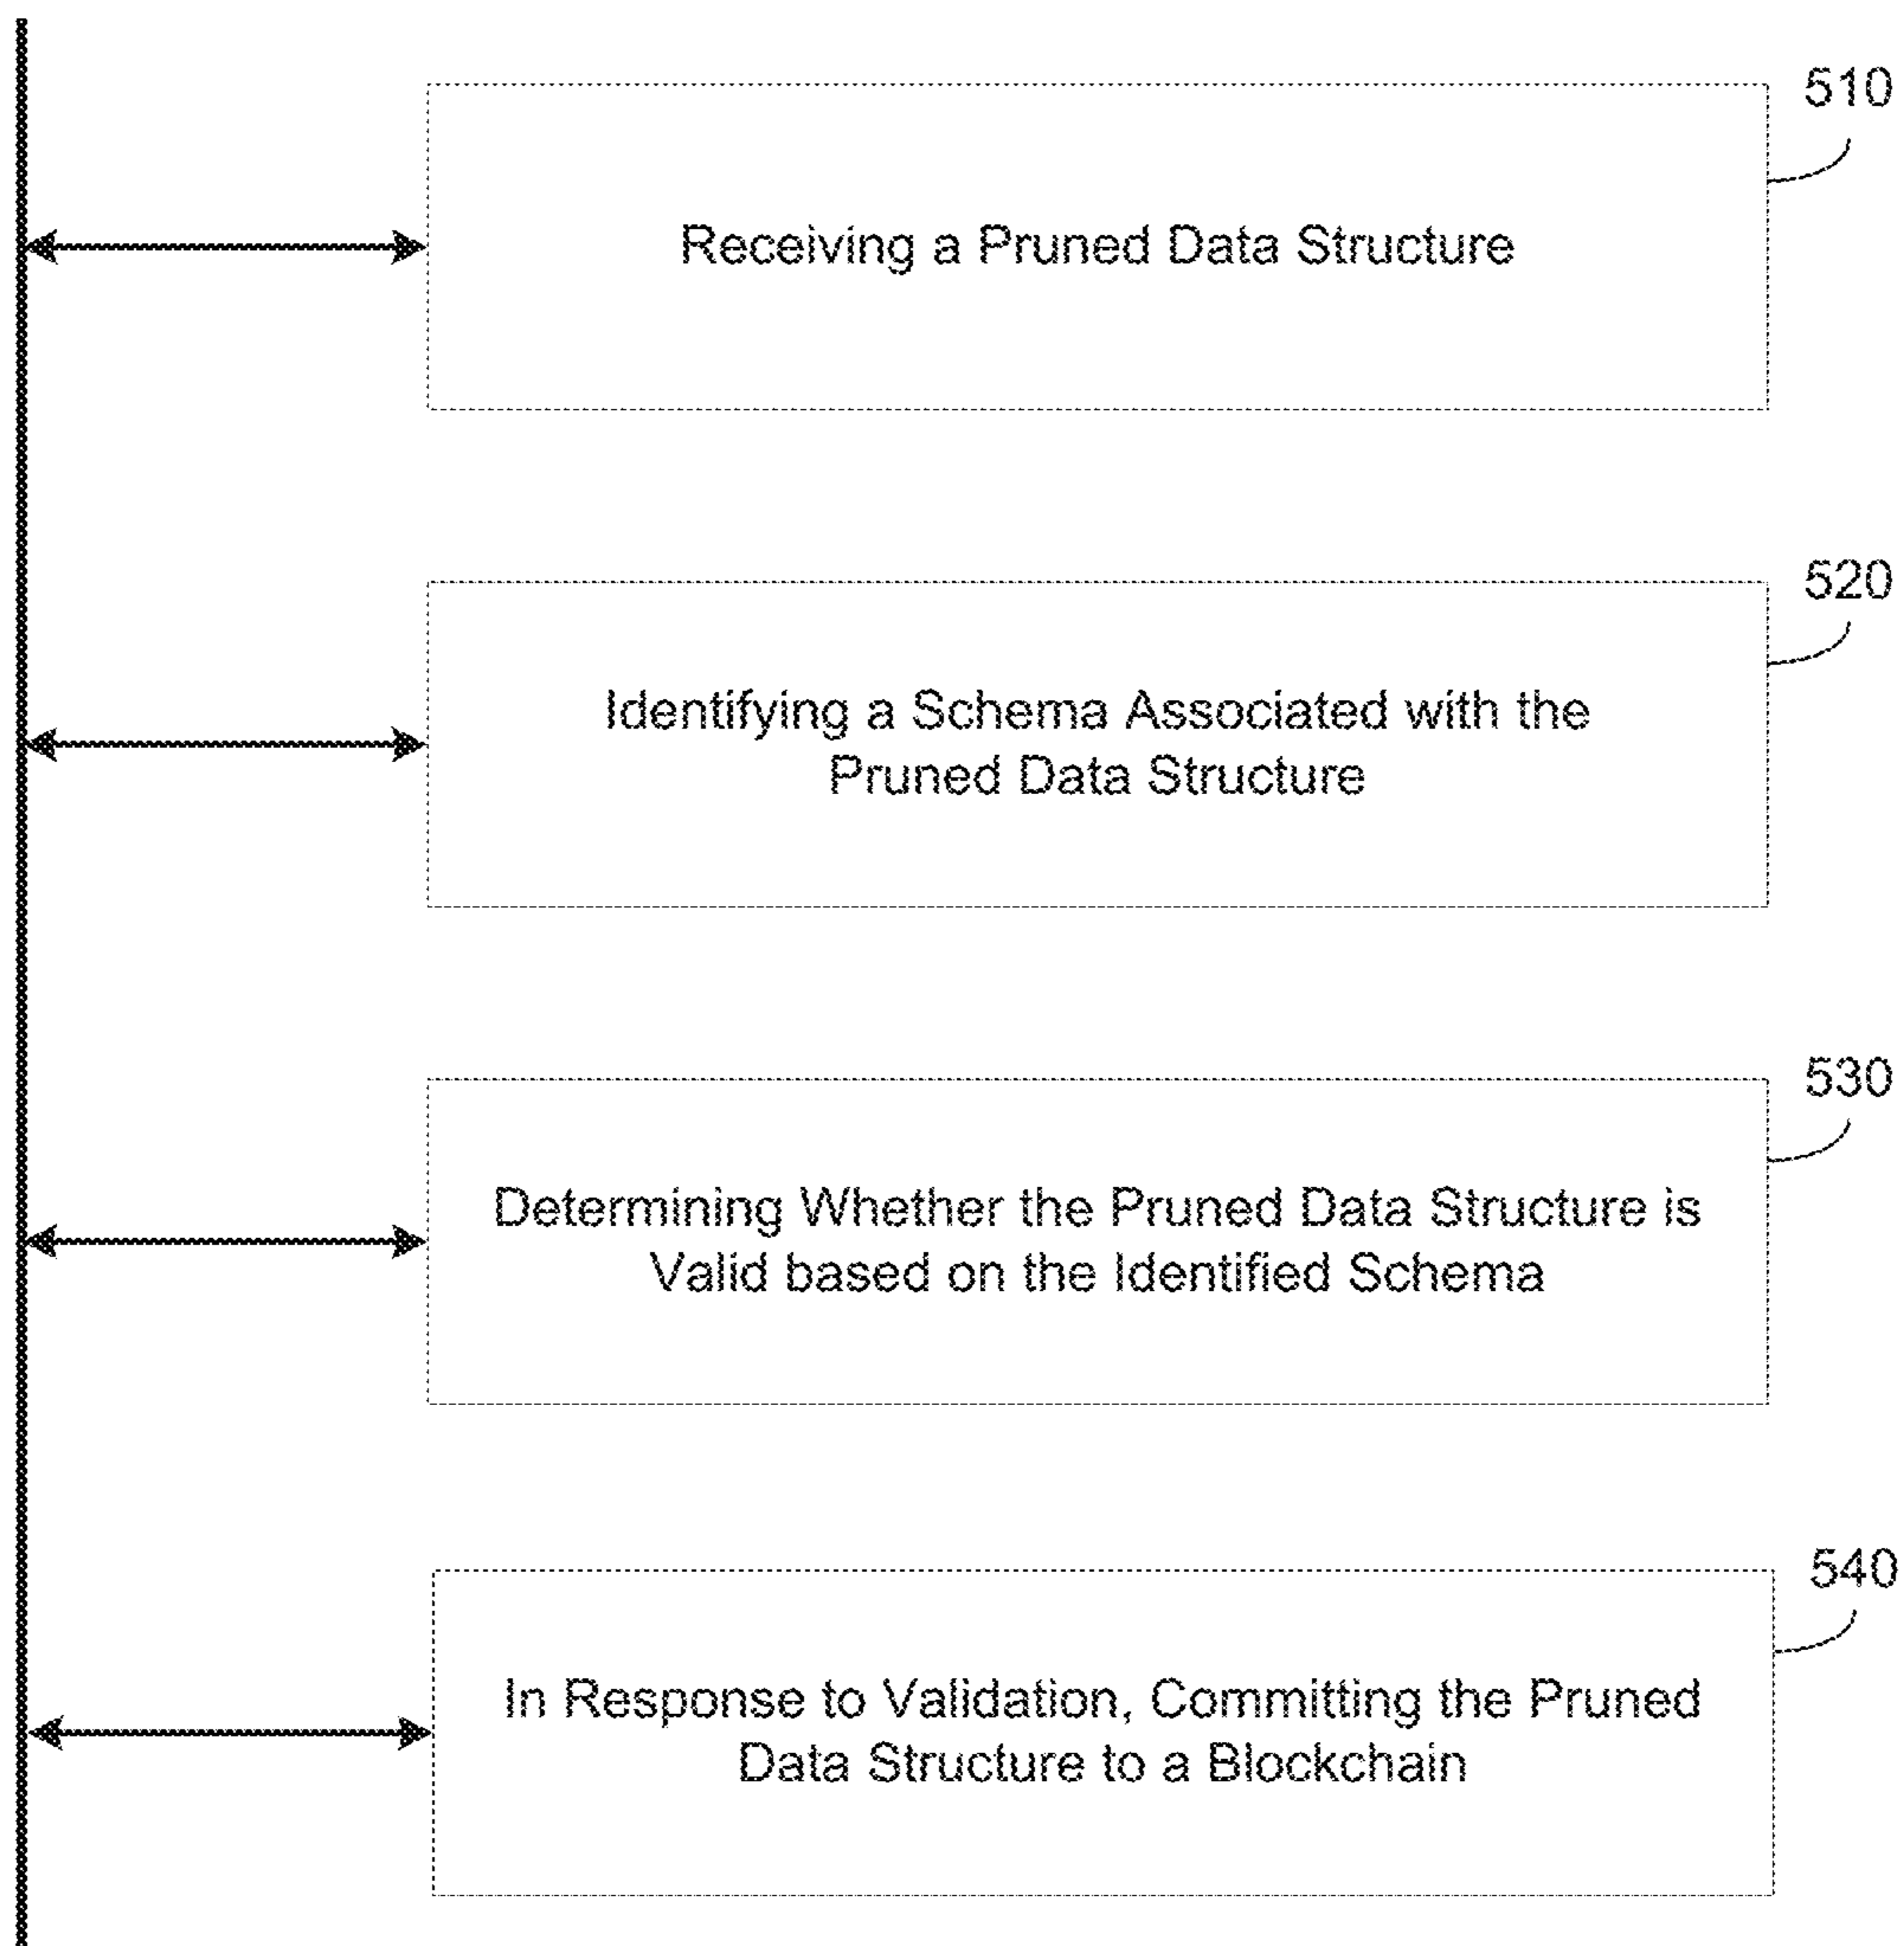 510
Receiving a Pruned Data Structure
520
Identifying a Schema Associated with the
Pruned Data Structure
530
Determining Whether the Pruned Data Structure is
Valid based on the Identified Schema
540
In Response to Validation, Committing the Pruned
Data Structure to a Blockchain